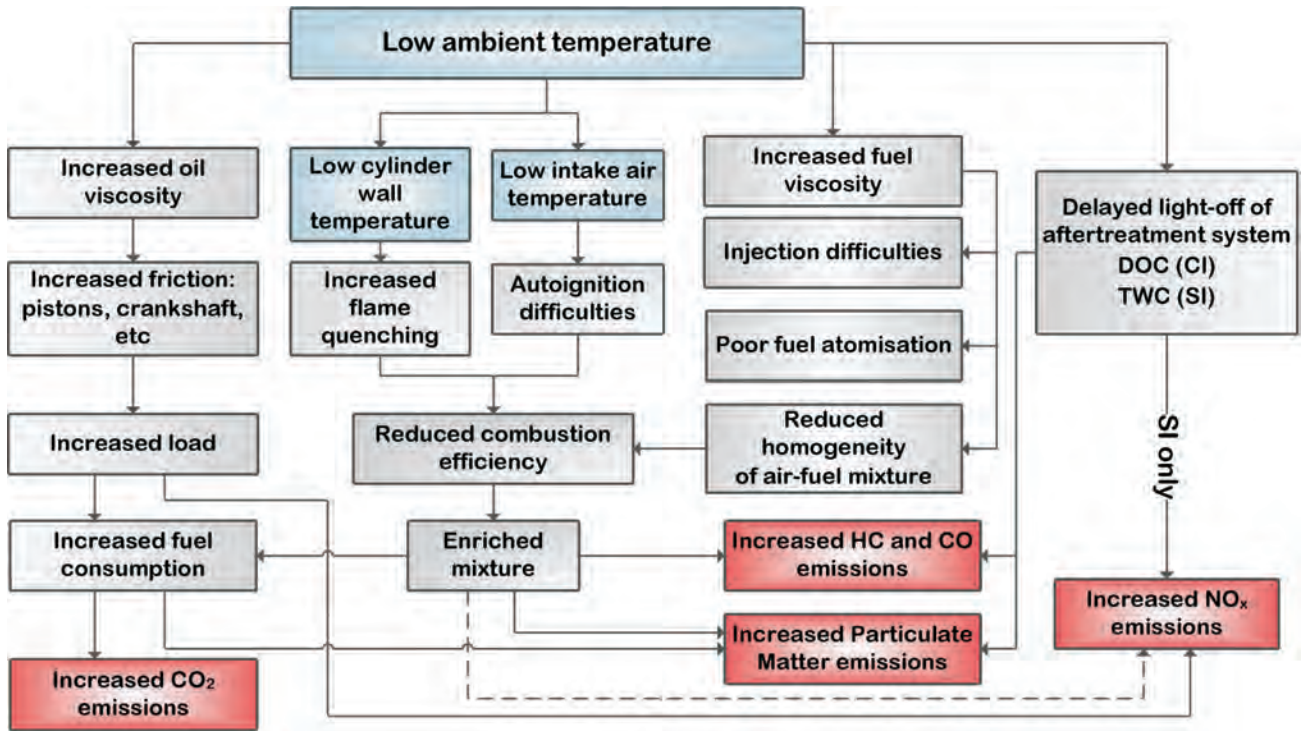 Low ambient temperature
Increased oil
viscosity
Low cylinder
wall
temperature
Low intake air
temperature
Increased fuel
viscosity
Delayed light-off of
aftertreatment system
DOC (CI)
TWC (SI)
Injection difficulties
Increased friction:
pistons, crankshaft,
etc
Increased
flame
quenching
Autoignition
difficulties
Poor fuel atomisation
Increased load
Reduced combustion
efficiency
Reduced
homogeneity
of air-fuel mixture
SI only
Increased fuel
consumption
Enriched
mixture
Increased HC and CO
emissions
Increased NOₓ
emissions
Increased Particulate
Matter emissions
Increased CO₂
emissions